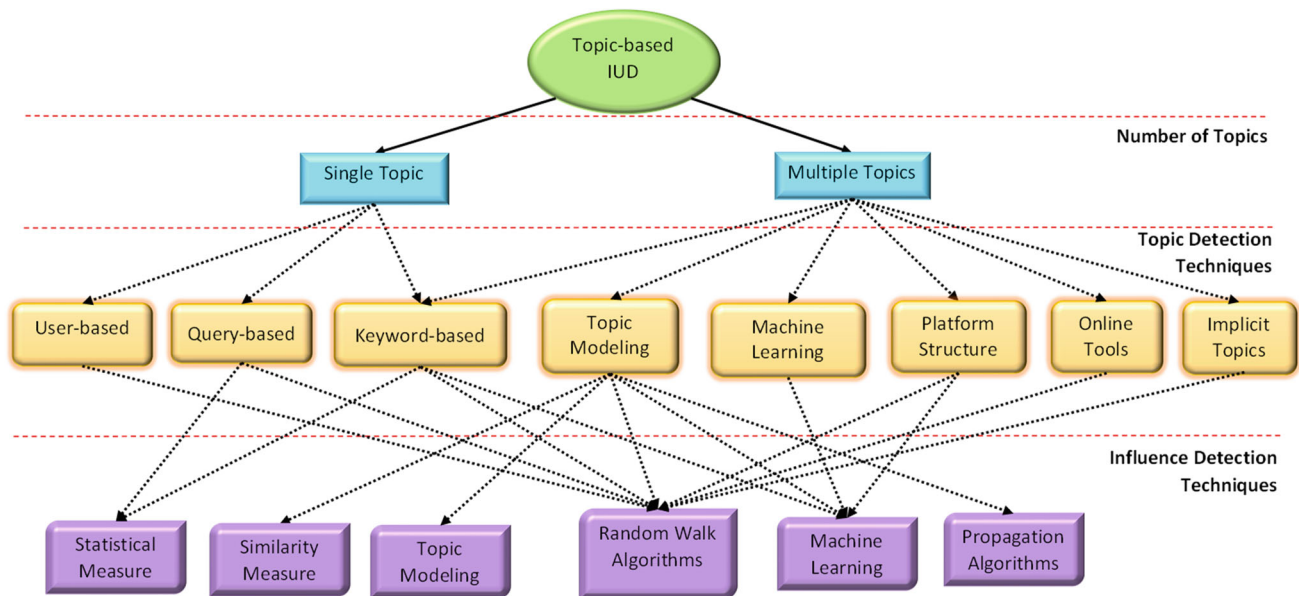 Topic-based
IUD
Number of Topics
Single Topic
Multiple Topics
Topic Detection
Techniques
User-based
Query-based
Keyword-based
Topic
Modeling
Machine
Learning
Platform
Structure
Online
Tools
Implicit
Topics
Influence Detection
Techniques
Statistical
Measure
Similarity
Measure
Topic
Modeling
Random Walk
Algorithms
Machine
Learning
Propagation
Algorithms